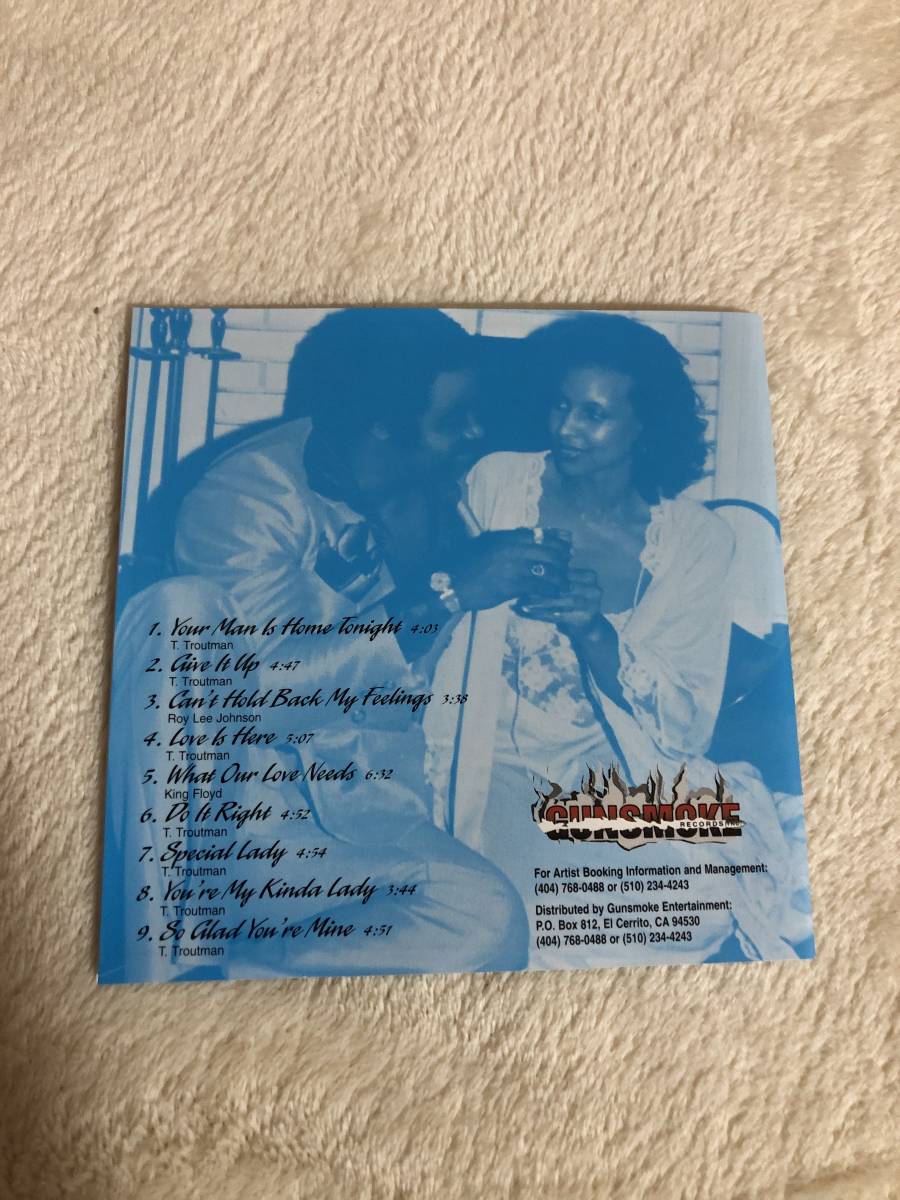 1. Your Man Is Home Tonight 4:03
T. Troutman
2. Give It Up 4:47
T. Troutman
3. Can't Hold Back My Feelings 3:38
Roy Lee Johnson
4. Love Is Here 5:07
T. Troutman
5. What Our Love Needs 6:32
King Floyd
6. Do It Right 4:52
T. Troutman
7. Special Lady 4:54
T. Troutman
8. You're My Kinda Lady 3:44
T. Troutman
9. So Glad You're Mine 4:51
T. Troutman
GUNSMOKE
RECORDS INC.
For Artist Booking Information and Management:
(404) 768-0488 or (510) 234-4243
Distributed by Gunsmoke Entertainment:
P.O. Box 812, El Cerrito, CA 94530
(404) 768-0488 or (510) 234-4243